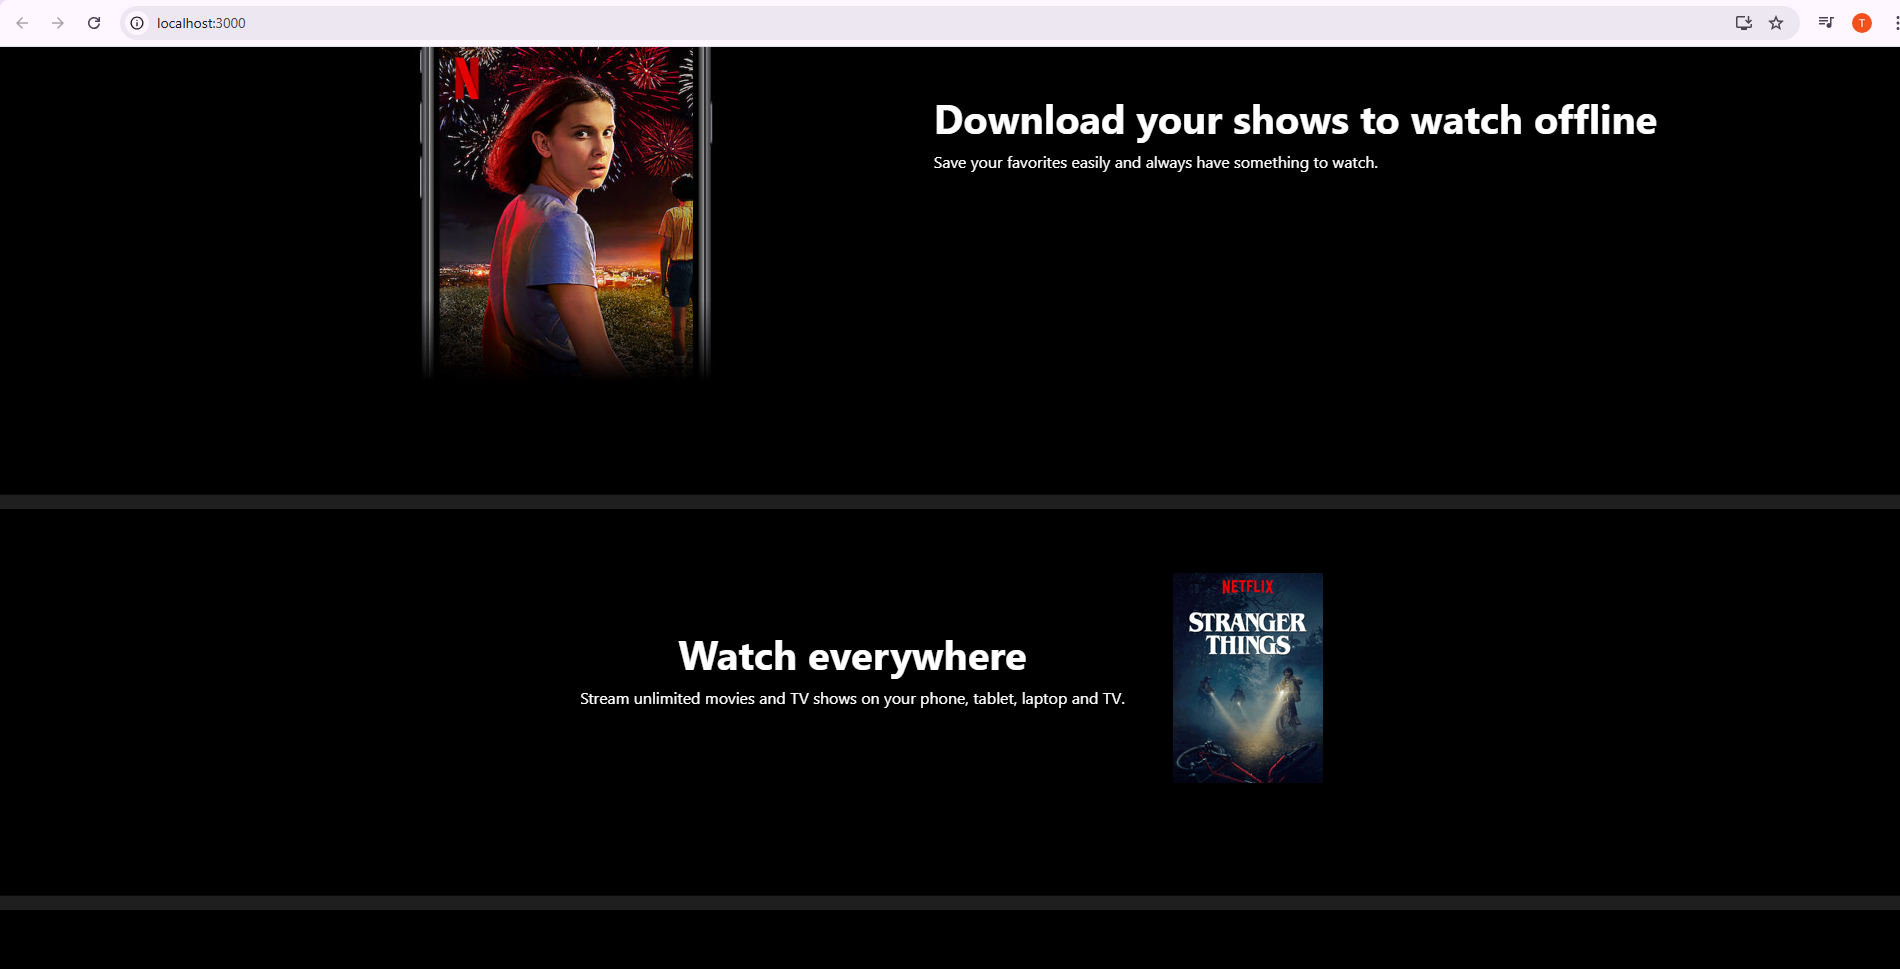 localhost:3000
T
N
Download your shows to watch offline
Save your favorites easily and always have something to watch.
NETFLIX
STRANGER
THINGS
Watch everywhere
Stream unlimited movies and TV shows on your phone, tablet, laptop and TV.